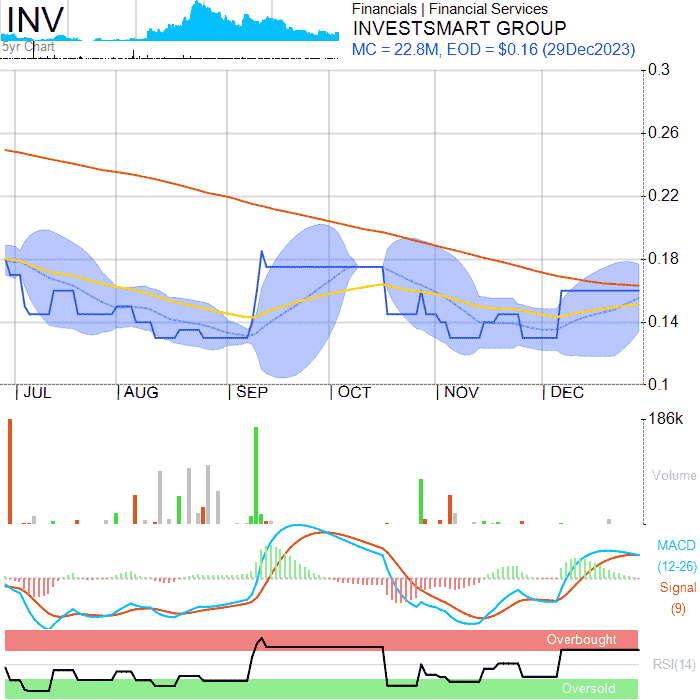 INV
5yr Chart
Financials | Financial Services
INVESTSMART GROUP
MC = 22.8M, EOD = $0.16 (29Dec2023)
0.3
0.26
0.22
0.18
0.14
0.1
JUL
AUG
SEP
OCT
NOV
DEC
186k
Volume
MACD
(12-26)
Signal
(9)
Overbought
RSI(14)
Oversold